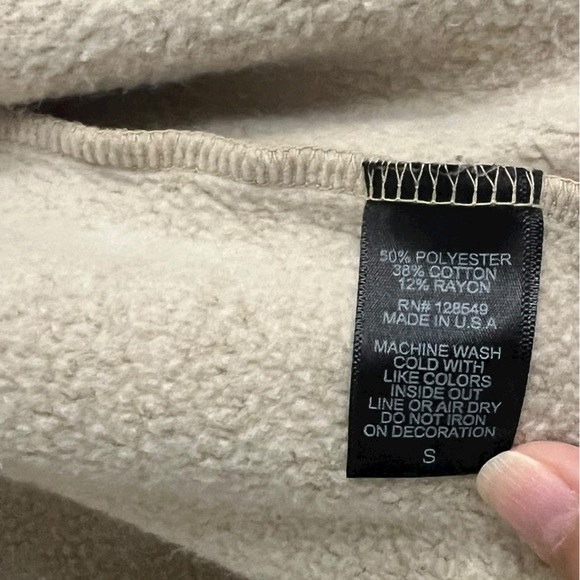 50% POLYESTER
38% COTTON
12% RAYON
RN# 128549
MADE IN U.S.A
MACHINE WASH
COLD WITH
LIKE COLORS
INSIDE OUT
LINE OR AIR DRY
DO NOT IRON
ON DECORATION
S